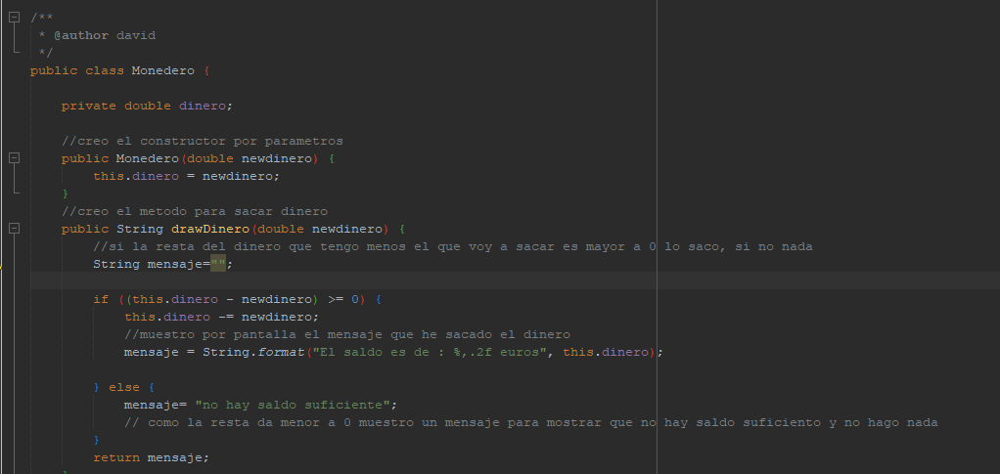 /**
 * @author david
 */
public class Monedero {
private double dinero;
//creo el constructor por parametros
public Monedero(double newdinero) {
this.dinero = newdinero;
}
//creo el metodo para sacar dinero
public String drawDinero(double newdinero) {
//si la resta del dinero que tengo menos el que voy a sacar es mayor a 0 lo saco, si no nada
String mensaje="";
if ((this.dinero - newdinero) >= 0) {
this.dinero -= newdinero;
//muestro por pantalla el mensaje que he sacado el dinero
mensaje = String.format("El saldo es de : %,.2f euros", this.dinero);
} else {
mensaje= "no hay saldo suficiente";
// como la resta da menor a 0 muestro un mensaje para mostrar que no hay saldo suficiento y no hago nada
}
return mensaje;